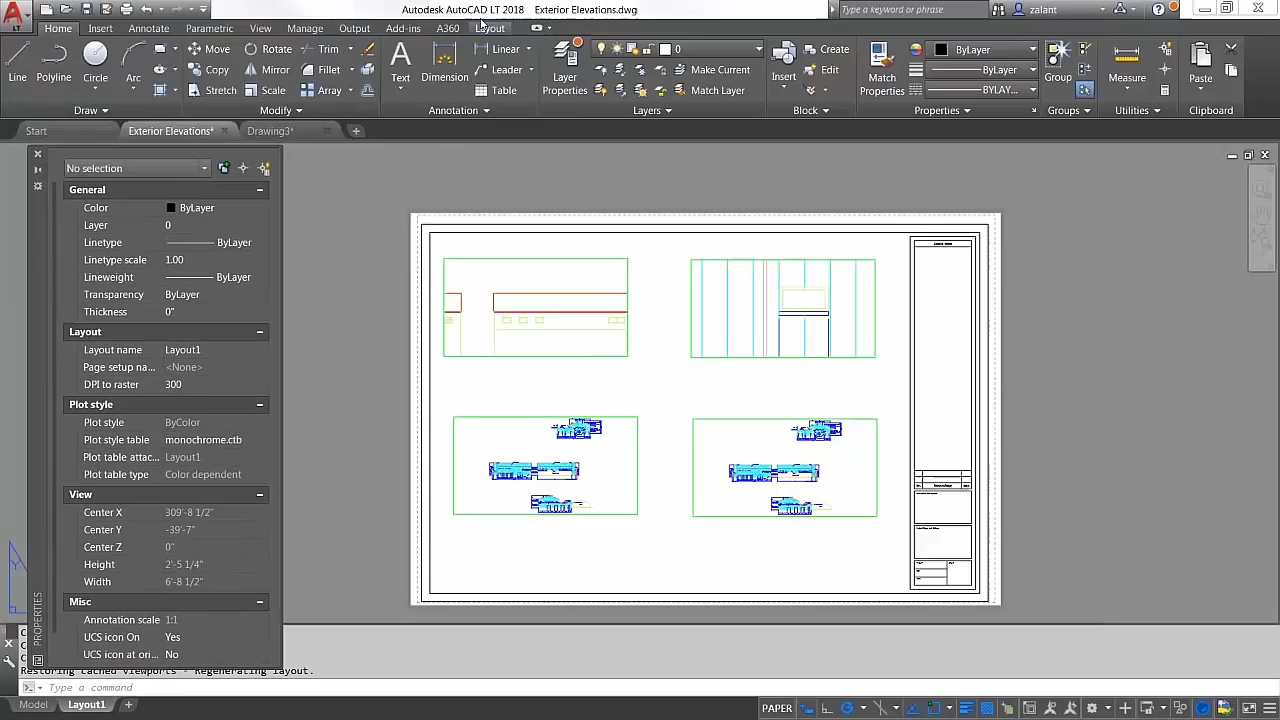 Autodesk AutoCAD LT 2018 Exterior Elevations.dwg
Type a keyword or phrase
zalant
LT
Home Insert Annotate Parametric View Manage Output Add-ins A360 Layout
Line Polyline Circle Arc
Move Rotate Trim
Copy Mirror Fillet
Stretch Scale Array
Text Dimension
Linear
Leader
Table
Layer Properties
0
Make Current
Match Layer
Insert
Create
Edit
Match Properties
ByLayer
ByLayer
BYLAY...
Group
Measure
Paste
Draw Modify Annotation Layers Block Properties Groups Utilities Clipboard
Start Exterior Elevations* Drawing3*
No selection
General
Color ByLayer
Layer 0
Linetype ByLayer
Linetype scale 1.00
Lineweight ByLayer
Transparency ByLayer
Thickness 0"
Layout
Layout name Layout1
Page setup na... <None>
DPI to raster 300
Plot style
Plot style ByColor
Plot style table monochrome.ctb
Plot table attac... Layout1
Plot table type Color dependent
View
Center X 309'-8 1/2"
Center Y -39'-7"
Center Z 0"
Height 2'-5 1/4"
Width 6'-8 1/2"
Misc
Annotation scale 1:1
UCS icon On Yes
UCS icon at ori... No
PROPERTIES
Restoring cached viewports - Regenerating layout.
Type a command
Model Layout1
PAPER